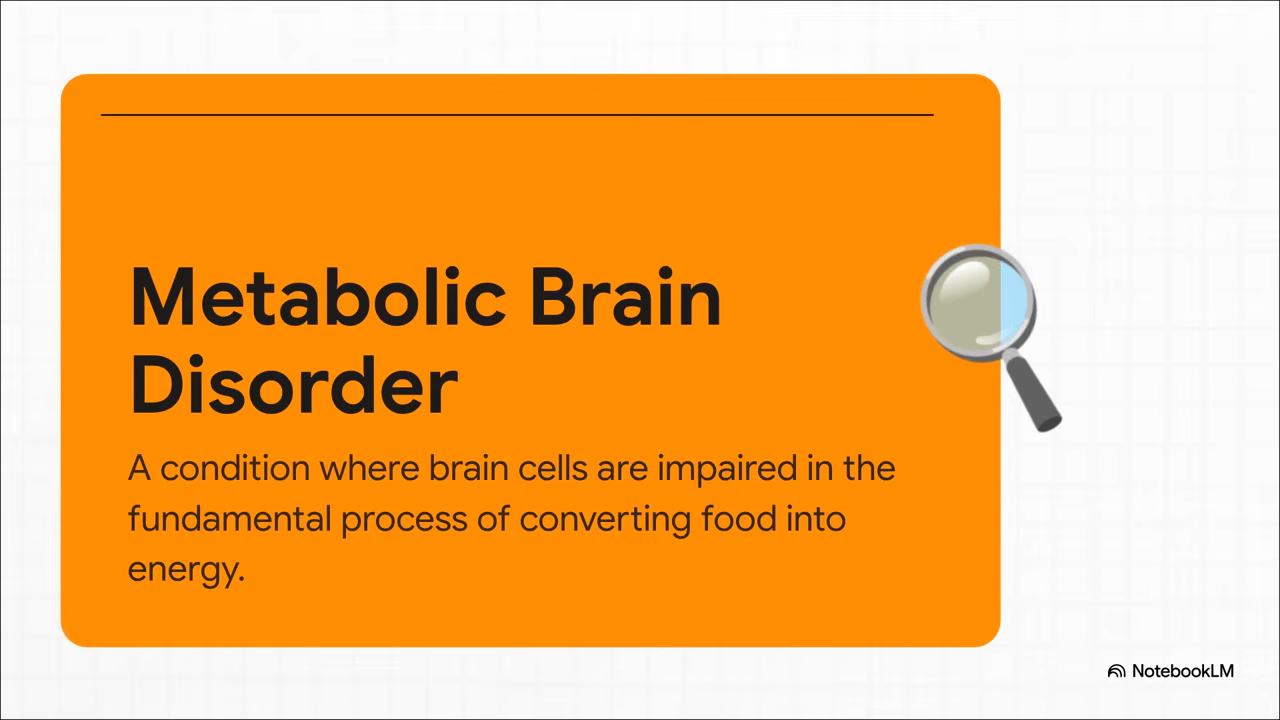 Metabolic Brain
Disorder
A condition where brain cells are impaired in the
fundamental process of converting food into
energy.
NotebookLM